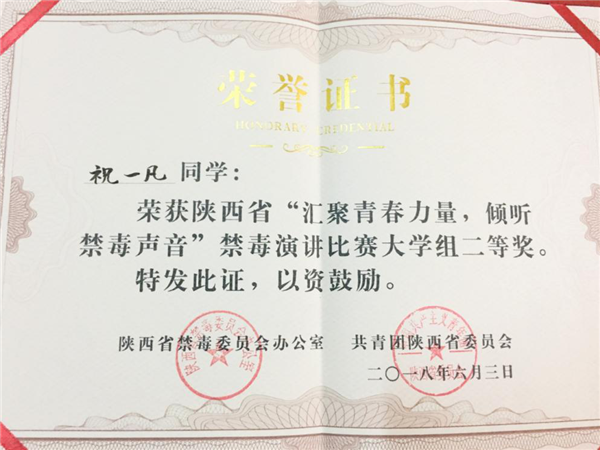 荣誉证书
HONORARY CREDENTIAL
祝一凡 同学：
荣获陕西省“汇聚青春力量，倾听
禁毒声音”禁毒演讲比赛大学组二等奖。
特发此证，以资鼓励。
陕西省禁毒委员会办公室 共青团陕西省委员会
二〇一八年六月三日